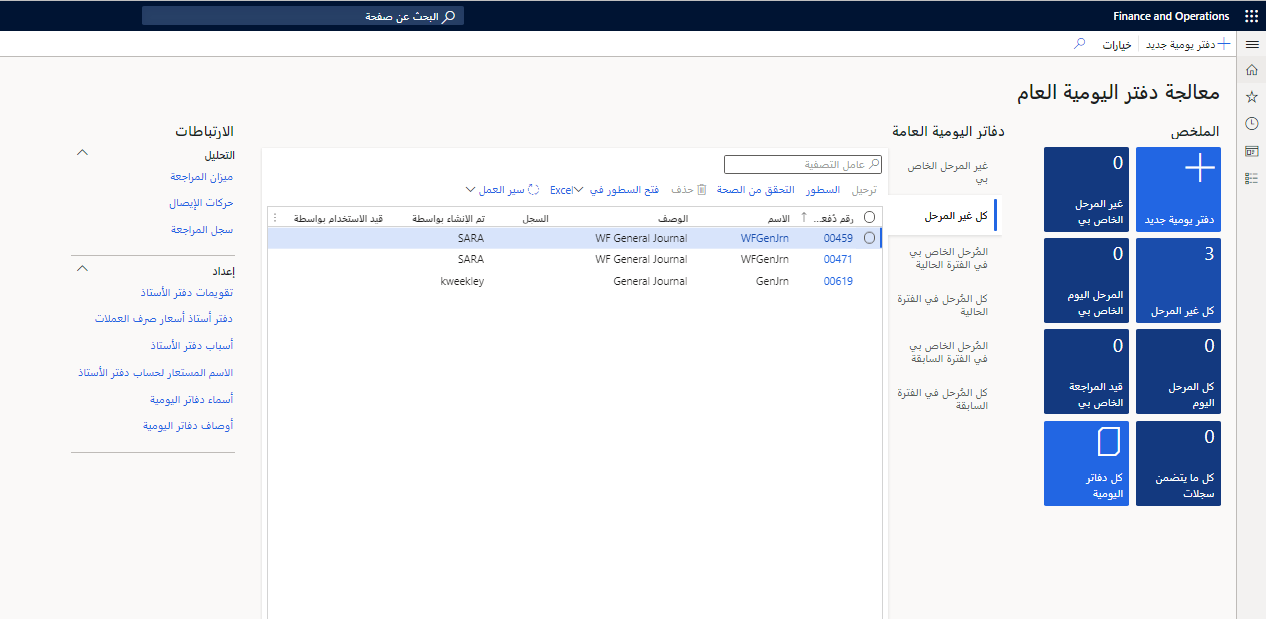 Finance and Operations
البحث عن صفحة
دفتر يومية جديد
خيارات
معالجة دفتر اليومية العام
الملخص
دفتر يومية جديد
0
غير المرحل
الخاص بي
3
كل غير المرحل
0
المرحل اليوم
الخاص بي
0
كل المرحل
اليوم
0
قيد المراجعة
الخاص بي
0
كل ما يتضمن
سجلات
كل دفاتر
اليومية
دفاتر اليومية العامة
غير المرحل الخاص
بي
كل غير المرحل
المُرحل الخاص بي
في الفترة الحالية
كل المُرحل في الفترة
الحالية
المُرحل الخاص بي
في الفترة السابقة
كل المُرحل في الفترة
السابقة
عامل التصفية
ترحيل السطور التحقق من الصحة حذف فتح السطور في Excel سير العمل
رقم دُفعـ... الاسم الوصف السجل تم الانشاء بواسطة قيد الاستخدام بواسطة
00459 WFGenJrn WF General Journal SARA
00471 WFGenJrn WF General Journal SARA
00619 GenJrn General Journal kweekley
الارتباطات
التحليل
ميزان المراجعة
حركات الإيصال
سجل المراجعة
إعداد
تقويمات دفتر الأستاذ
دفتر أستاذ أسعار صرف العملات
أسباب دفتر الأستاذ
الاسم المستعار لحساب دفتر الأستاذ
أسماء دفاتر اليومية
أوصاف دفاتر اليومية